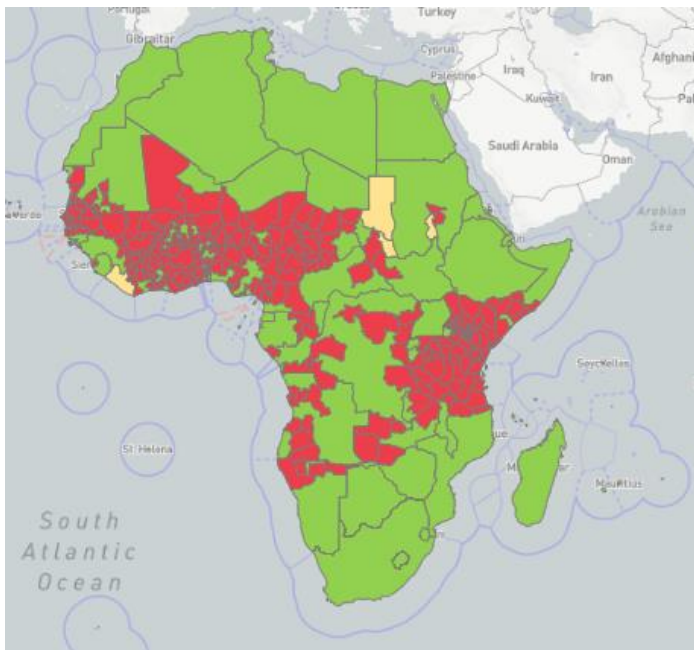 Portugal
Gibraltar
Turkey
Cyprus
Palestine
Iraq
Iran
Afghani
Kuwait
Saudi Arabia
Oman
Arabian
Sea
Seychelles
Mauritius
St. Helena
South
Atlantic
Ocean